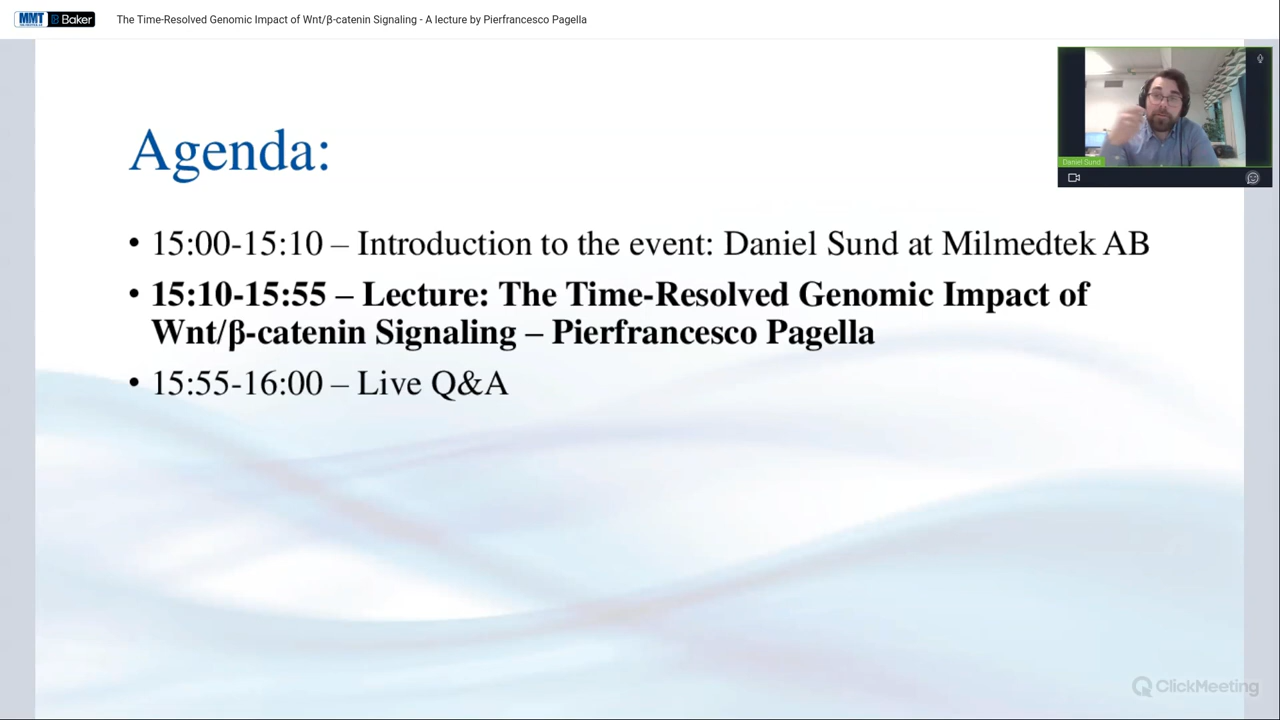 MMT Baker
The Time-Resolved Genomic Impact of Wnt/β-catenin Signaling - A lecture by Pierfrancesco Pagella
Daniel Sund
Agenda:
• 15:00-15:10 – Introduction to the event: Daniel Sund at Milmedtek AB
• 15:10-15:55 – Lecture: The Time-Resolved Genomic Impact of
Wnt/β-catenin Signaling – Pierfrancesco Pagella
• 15:55-16:00 – Live Q&A
ClickMeeting